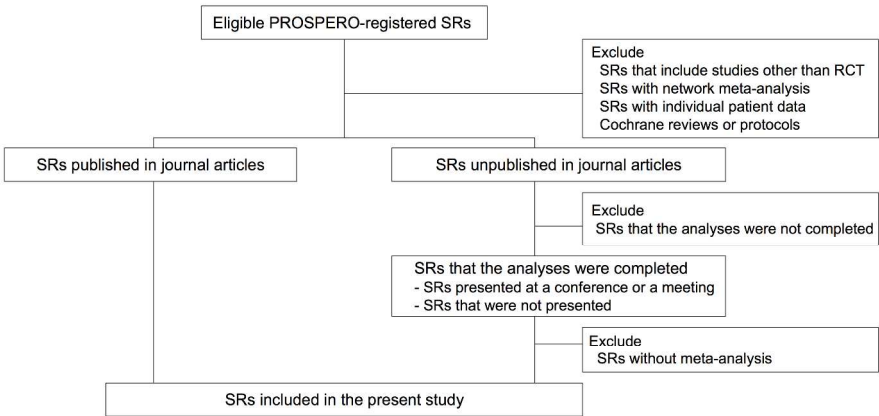 Eligible PROSPERO-registered SRs
Exclude
SRs that include studies other than RCT
SRs with network meta-analysis
SRs with individual patient data
Cochrane reviews or protocols
SRs published in journal articles
SRs unpublished in journal articles
Exclude
SRs that the analyses were not completed
SRs that the analyses were completed
- SRs presented at a conference or a meeting
- SRs that were not presented
Exclude
SRs without meta-analysis
SRs included in the present study